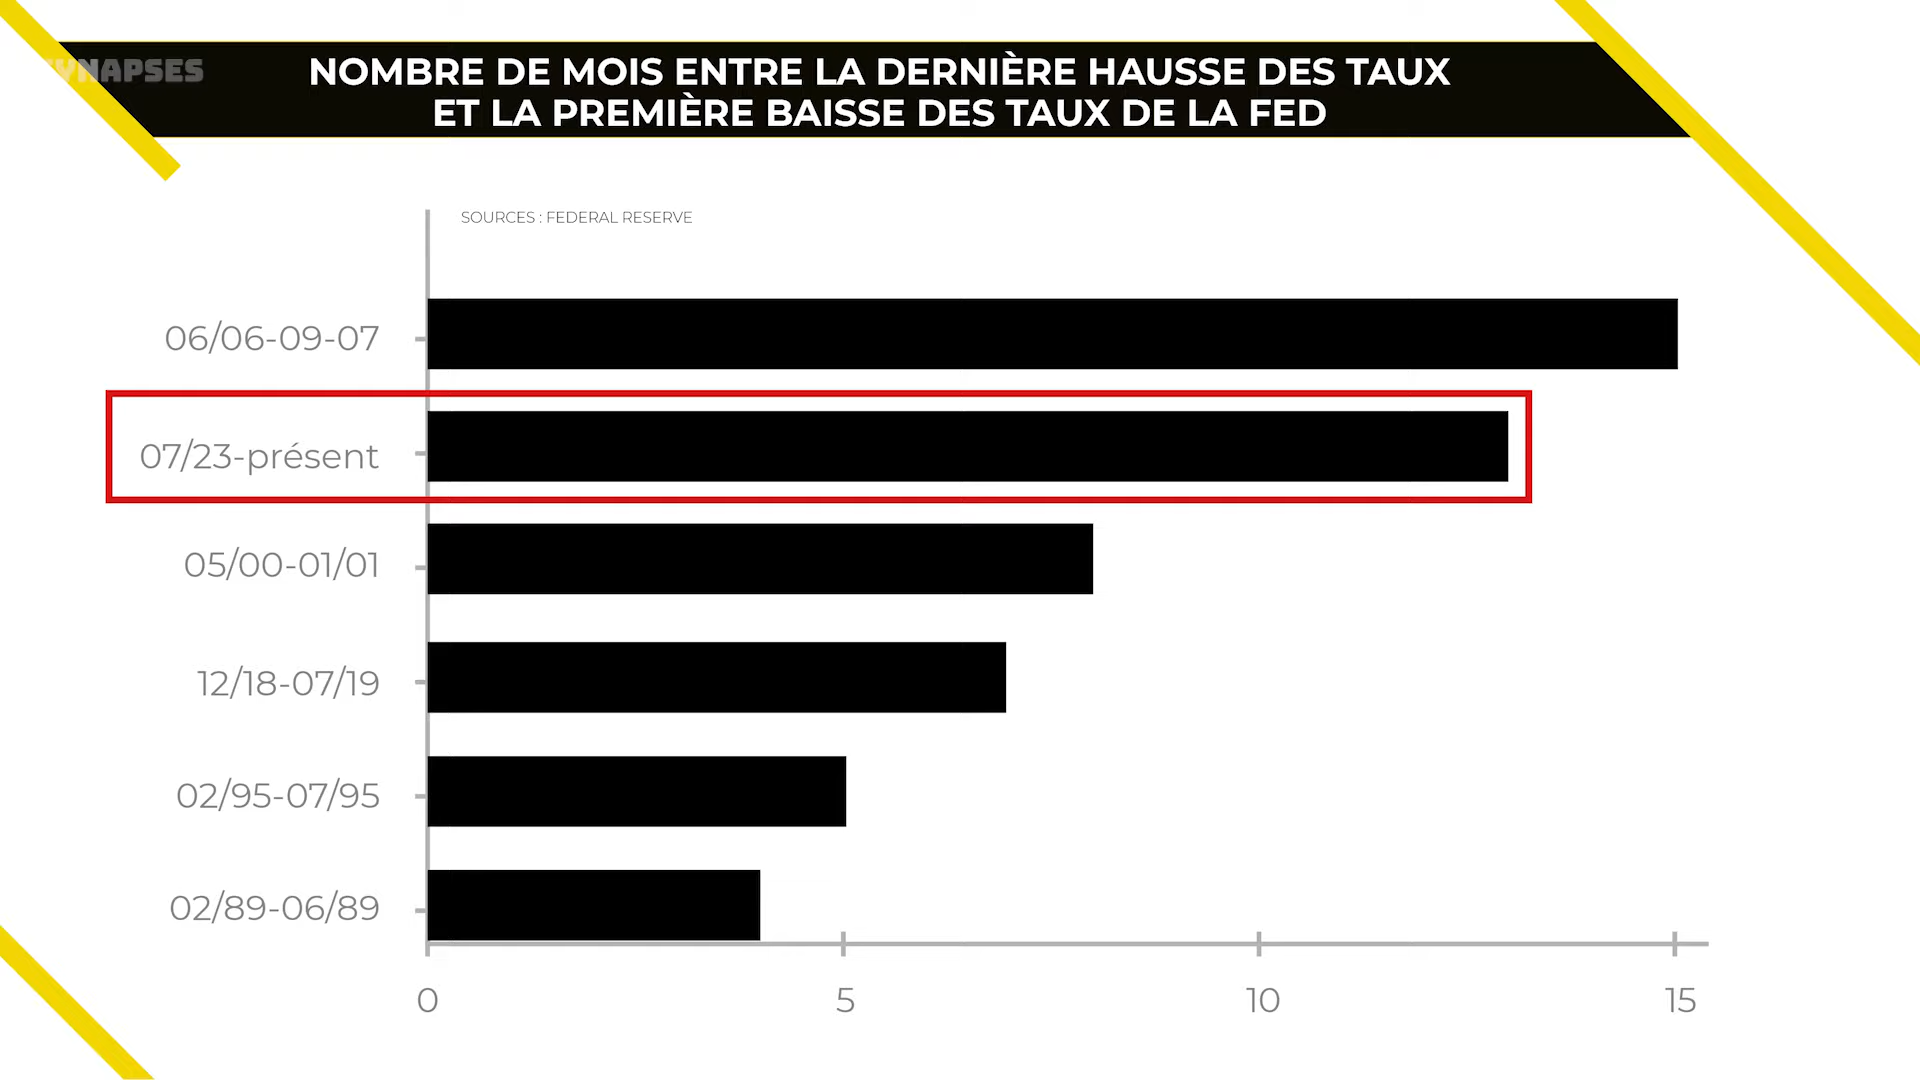 SYNAPSES
NOMBRE DE MOIS ENTRE LA DERNIÈRE HAUSSE DES TAUX
ET LA PREMIÈRE BAISSE DES TAUX DE LA FED
SOURCES : FEDERAL RESERVE
06/06-09-07
07/23-présent
05/00-01/01
12/18-07/19
02/95-07/95
02/89-06/89
0 5 10 15